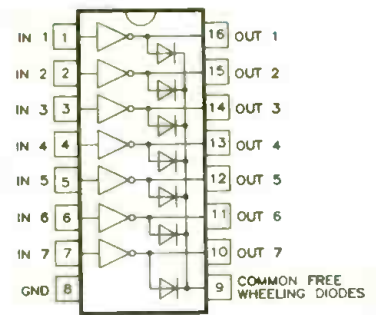 IN 1 1 16 OUT 1
IN 2 2 15 OUT 2
IN 3 3 14 OUT 3
IN 4 4 13 OUT 4
IN 5 5 12 OUT 5
IN 6 6 11 OUT 6
IN 7 7 10 OUT 7
GND 8 9 COMMON FREE
WHEELING DIODES